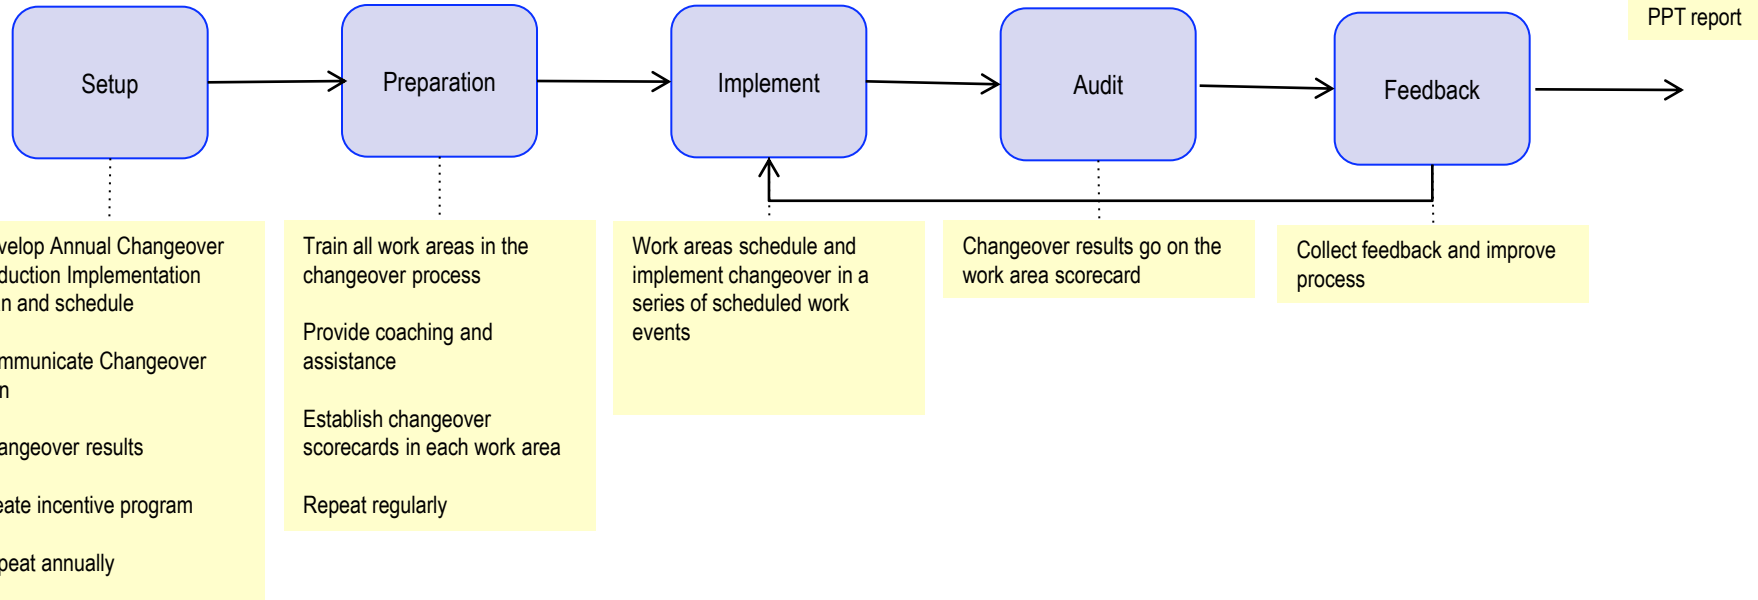 PPT report
Setup
Preparation
Implement
Audit
Feedback
velop Annual Changeover
duction Implementation
n and schedule
mmunicate Changeover
n
angeover results
ate incentive program
peat annually
Train all work areas in the
changeover process
Provide coaching and
assistance
Establish changeover
scorecards in each work area
Repeat regularly
Work areas schedule and
implement changeover in a
series of scheduled work
events
Changeover results go on the
work area scorecard
Collect feedback and improve
process